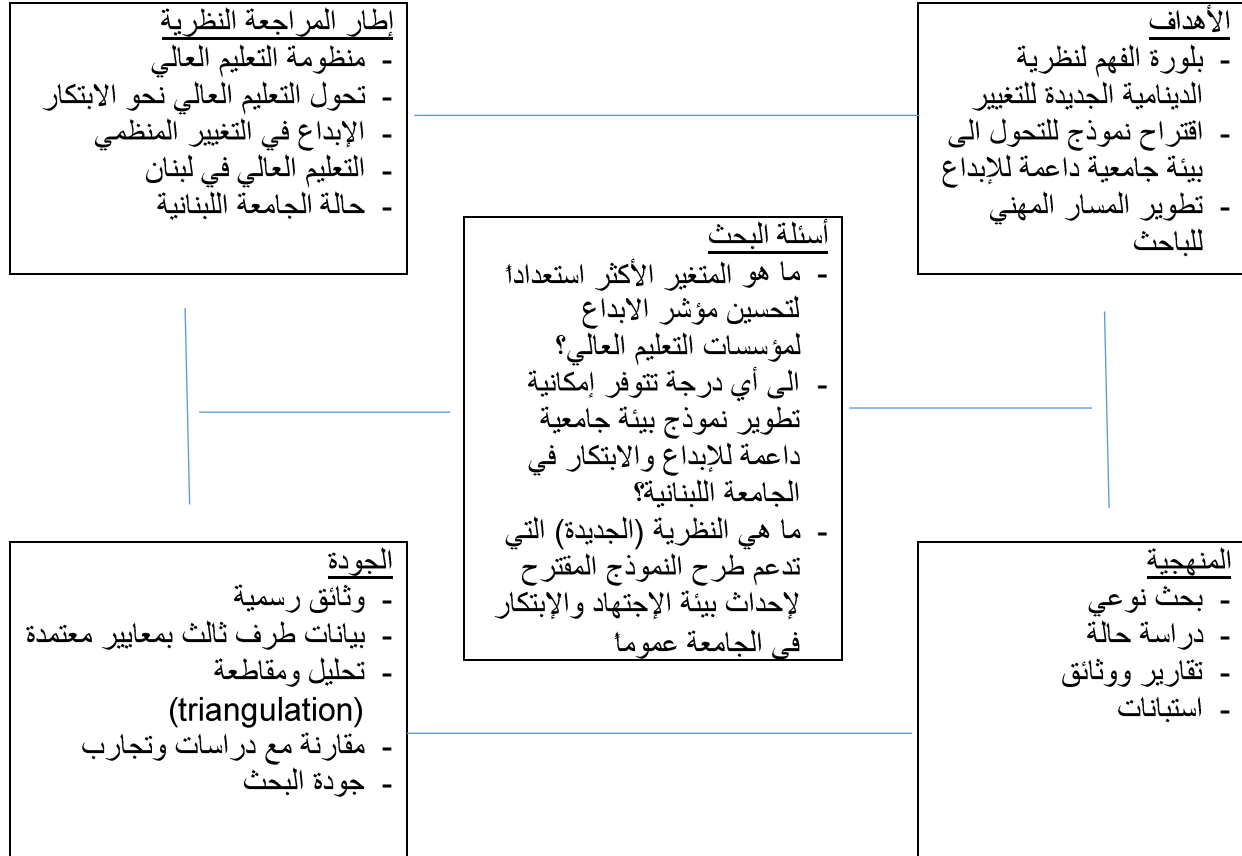 الأهداف
- بلورة الفهم لنظرية
الدينامية الجديدة للتغيير
- اقتراح نموذج للتحول الى
بيئة جامعية داعمة للإبداع
- تطوير المسار المهني
للباحث
إطار المراجعة النظرية
- منظومة التعليم العالي
- تحول التعليم العالي نحو الابتكار
- الإبداع في التغيير المنظمي
- التعليم العالي في لبنان
- حالة الجامعة اللبنانية
أسئلة البحث
- ما هو المتغير الأكثر استعداداً
لتحسين مؤشر الابداع
لمؤسسات التعليم العالي؟
- الى أي درجة تتوفر إمكانية
تطوير نموذج بيئة جامعية
داعمة للإبداع والابتكار في
الجامعة اللبنانية؟
- ما هي النظرية (الجديدة) التي
تدعم طرح النموذج المقترح
لإحداث بيئة الإجتهاد والإبتكار
في الجامعة عموماً
المنهجية
- بحث نوعي
- دراسة حالة
- تقارير ووثائق
- استبانات
الجودة
- وثائق رسمية
- بيانات طرف ثالث بمعايير معتمدة
- تحليل ومقاطعة
(triangulation)
- مقارنة مع دراسات وتجارب
- جودة البحث